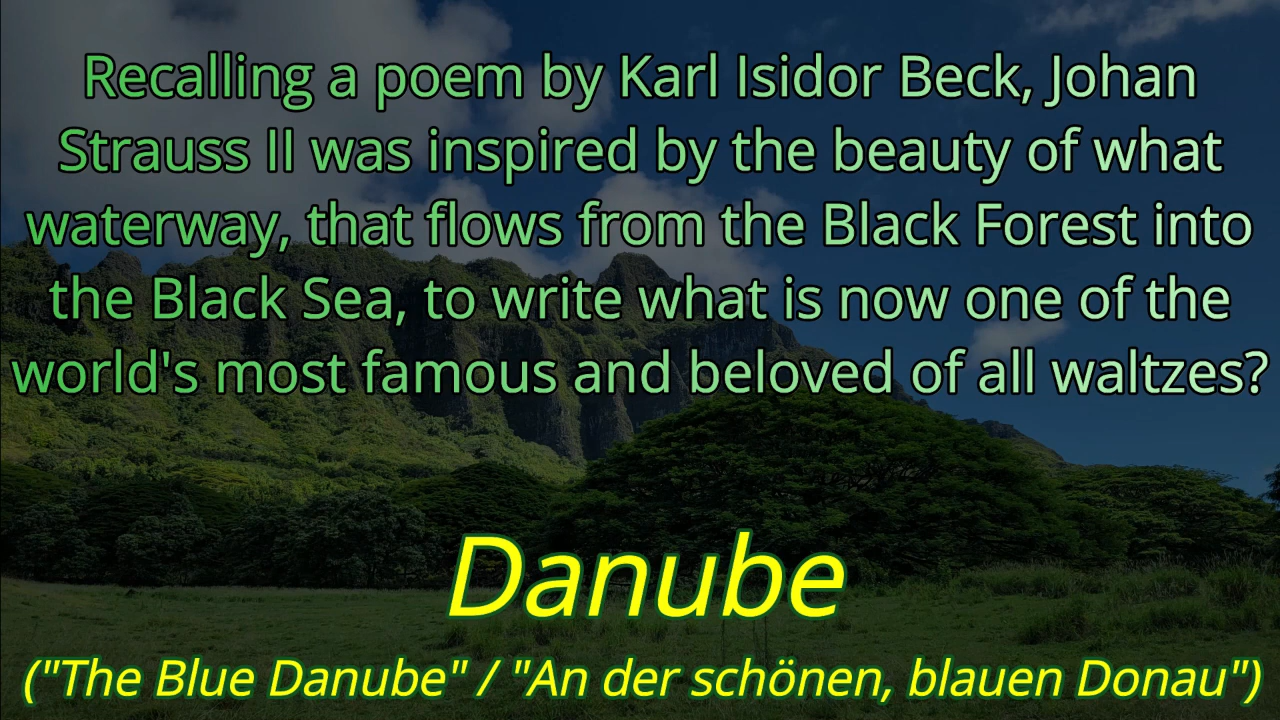 Recalling a poem by Karl Isidor Beck, Johan
Strauss II was inspired by the beauty of what
waterway, that flows from the Black Forest into
the Black Sea, to write what is now one of the
world's most famous and beloved of all waltzes?
Danube
("The Blue Danube" / "An der schönen, blauen Donau")